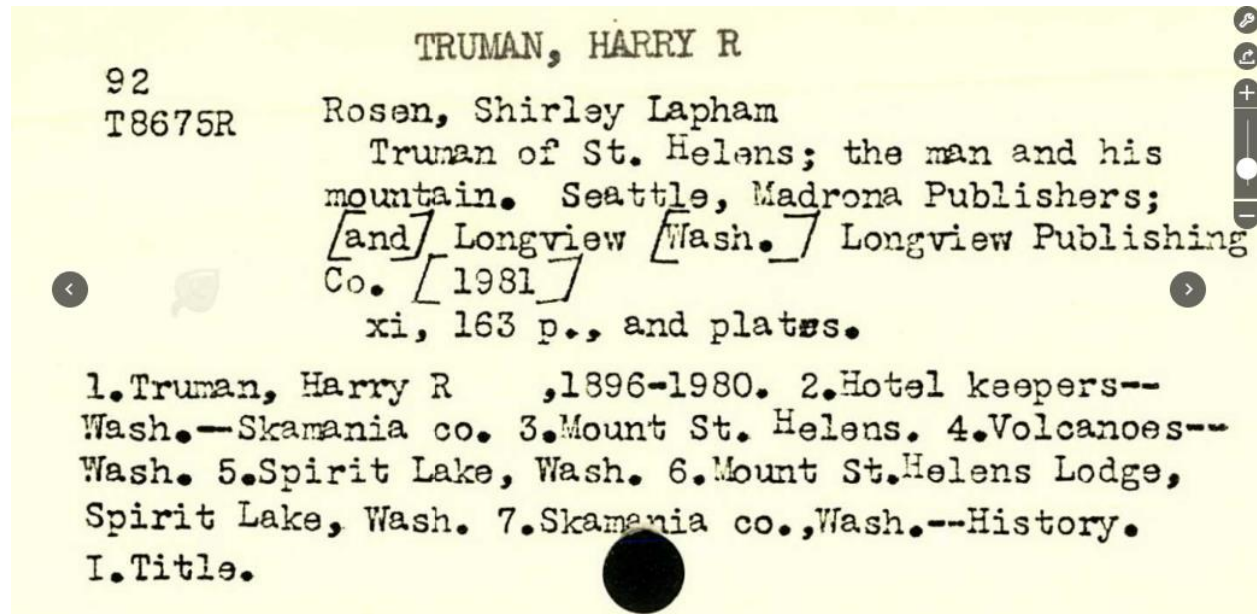 TRUMAN, HARRY R
92
T8675R
Rosen, Shirley Lapham
Truman of St. Helens; the man and his
mountain. Seattle, Madrona Publishers;
[and] Longview [Wash.] Longview Publishing
Co. [1981]
xi, 163 p., and plates.
1.Truman, Harry R ,1896-1980. 2.Hotel keepers--
Wash.--Skamania co. 3.Mount St. Helens. 4.Volcanoes--
Wash. 5.Spirit Lake, Wash. 6.Mount St.Helens Lodge,
Spirit Lake, Wash. 7.Skamania co.,Wash.--History.
I.Title.